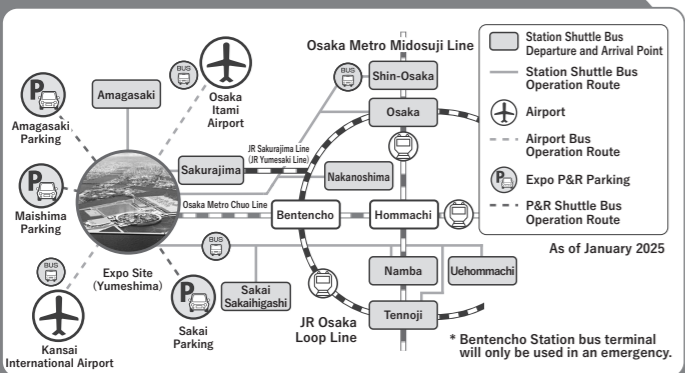 Osaka Metro Midosuji Line
BUS
Shin-Osaka
Osaka
BUS
Osaka
Itami
Airport
Amagasaki
P
Amagasaki
Parking
Sakurajima
JR Sakurajima Line
(JR Yumesaki Line)
Nakanoshima
P
Maishima
Parking
Osaka Metro Chuo Line
Bentencho
Hommachi
Expo Site
(Yumeshima)
BUS
BUS
Kansai
International Airport
P
Sakai
Parking
Sakai
Sakaihigashi
Namba
Uehommachi
Tennoji
JR Osaka
Loop Line
Station Shuttle Bus
Departure and Arrival Point
Station Shuttle Bus
Operation Route
Airport
Airport Bus
Operation Route
P
Expo P&R Parking
P&R Shuttle Bus
Operation Route
As of January 2025
* Bentencho Station bus terminal
will only be used in an emergency.